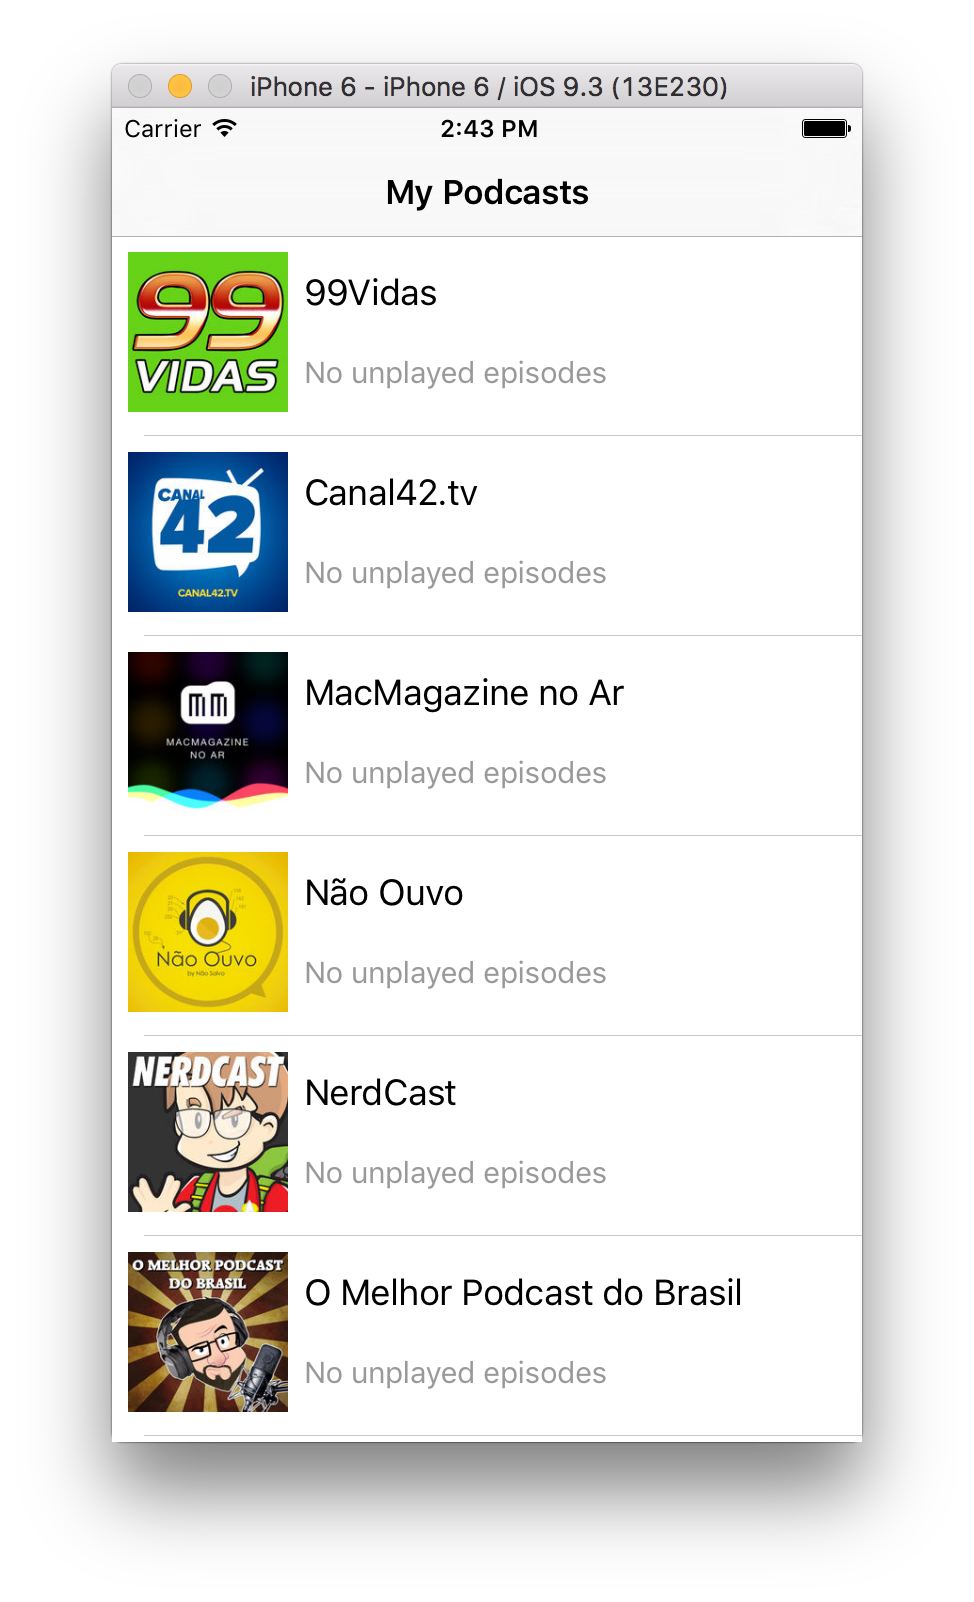 iPhone 6 - iPhone 6 / iOS 9.3 (13E230)
Carrier 2:43 PM
My Podcasts
99
VIDAS
99Vidas
No unplayed episodes
CANAL
42
CANAL42.TV
Canal42.tv
No unplayed episodes
MACMAGAZINE
NO AR
MacMagazine no Ar
No unplayed episodes
Não Ouvo
by Não Salvo
Não Ouvo
No unplayed episodes
NERDCAST
NerdCast
No unplayed episodes
O MELHOR PODCAST
DO BRASIL
O Melhor Podcast do Brasil
No unplayed episodes